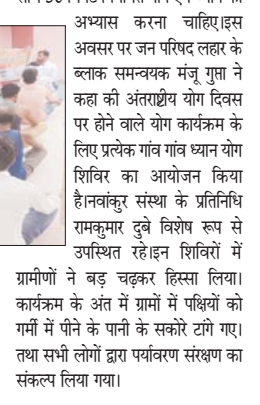 अभ्यास करना चाहिए।इस
अवसर पर जन परिषद लहार के
ब्लाक समन्वयक मंजू गुप्ता ने
कहा की अंतराष्ट्रीय योग दिवस
पर होने वाले योग कार्यक्रम के
लिए प्रत्येक गांव गांव ध्यान योग
शिविर का आयोजन किया
है।नवांकुर संस्था के प्रतिनिधि
रामकुमार दुबे विशेष रूप से
उपस्थित रहे।इन शिविरों में
ग्रामीणों ने बड़ चढ़कर हिस्सा लिया।
कार्यक्रम के अंत में ग्रामों में पक्षियों को
गर्मी में पीने के पानी के सकोरे टांगे गए।
तथा सभी लोगों द्वारा पर्यावरण संरक्षण का
संकल्प लिया गया।